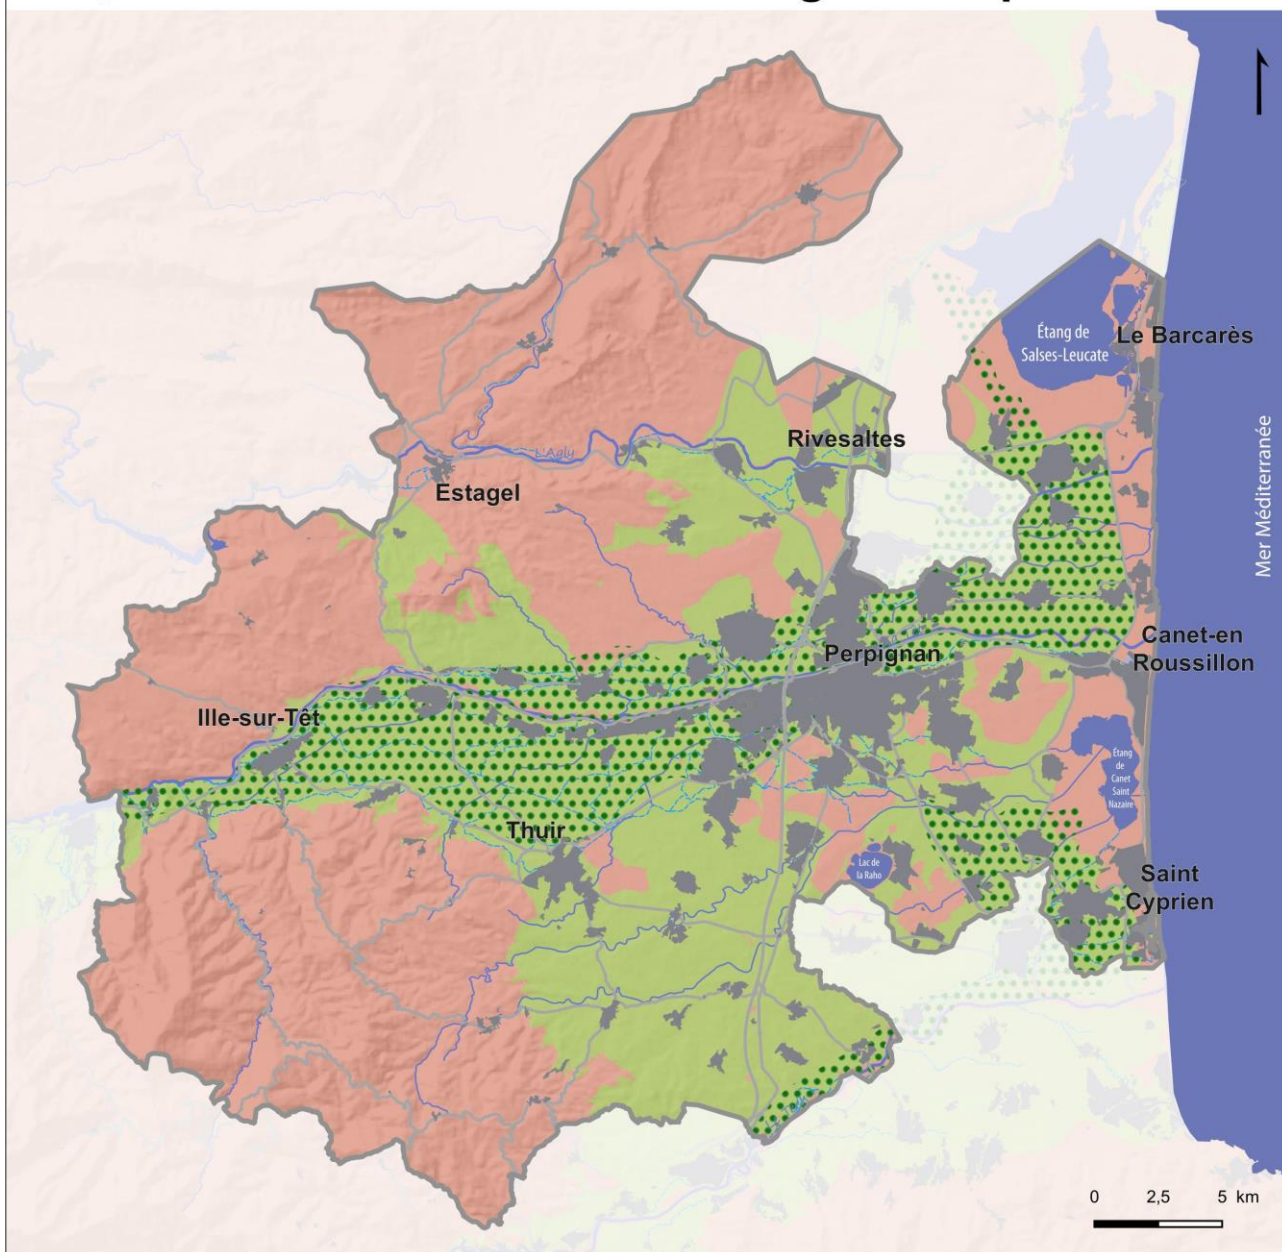 Étang de
Salses-Leucate
Le Barcarès
Rivesaltes
L'Agly
Estagel
Mer Méditerranée
Canet-en
Roussillon
Perpignan
Ille-sur-Têt
Étang
de
Canet
Saint
Nazaire
Thuir
Lac de
la Raho
Saint
Cyprien
0 2,5 5 km